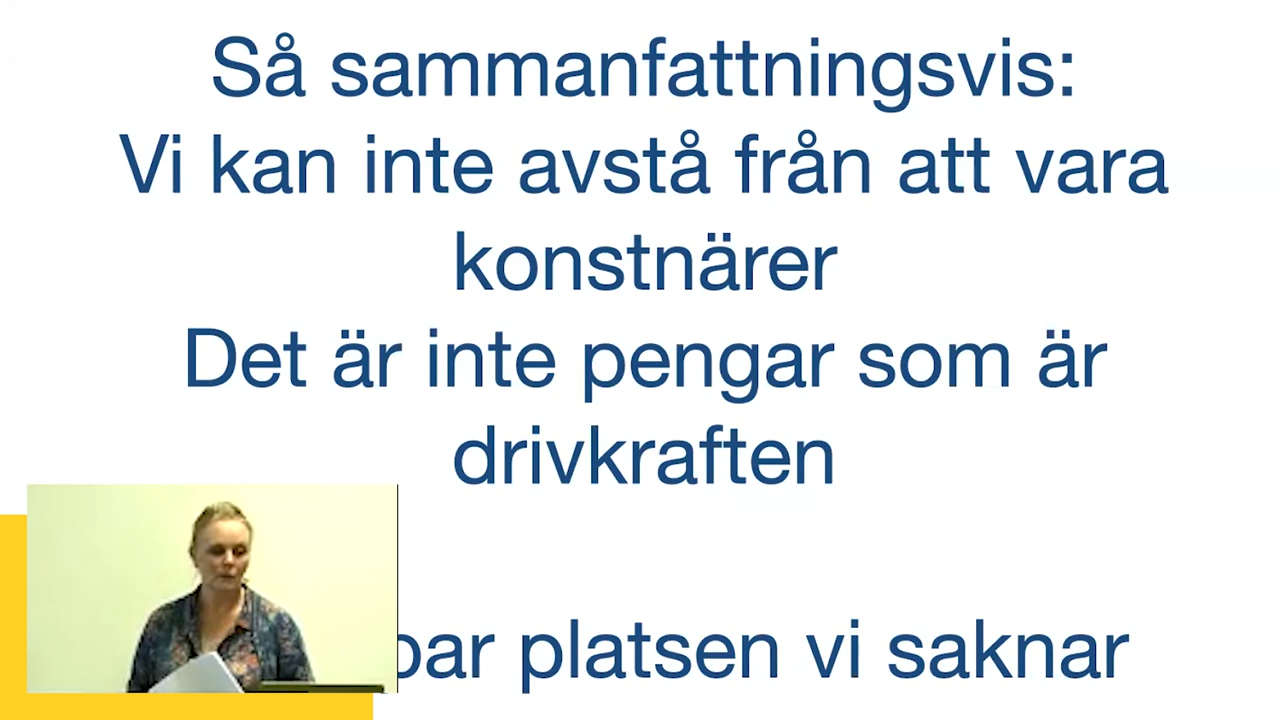 Så sammanfattningsvis:
Vi kan inte avstå från att vara
konstnärer
Det är inte pengar som är
drivkraften
platsen vi saknar